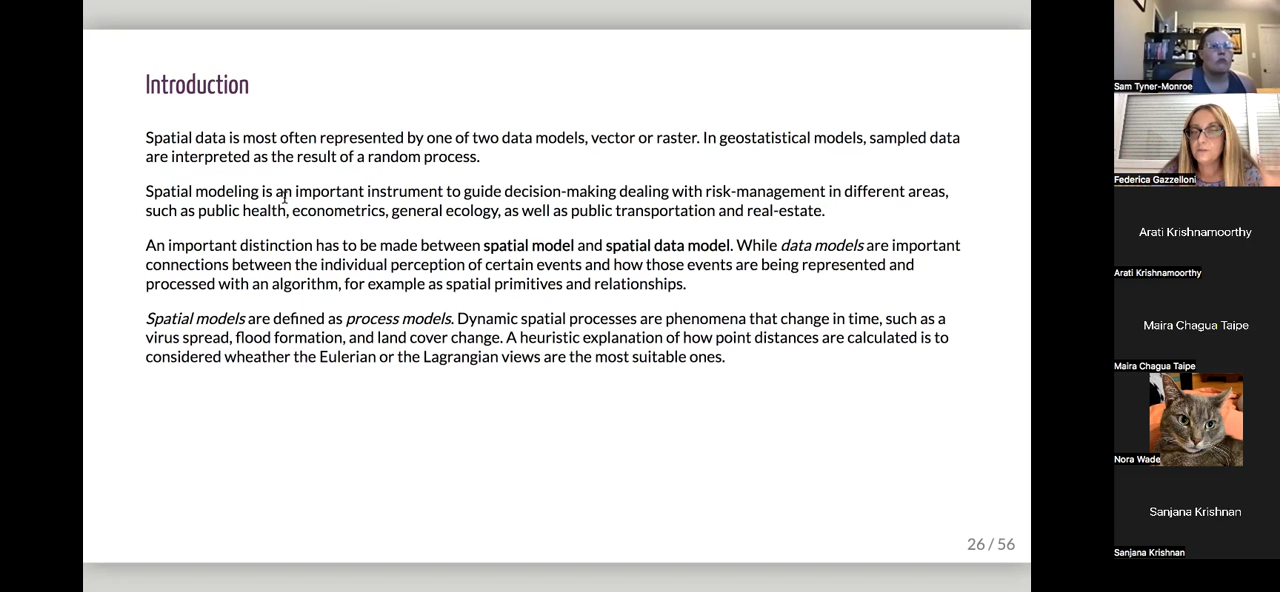 Introduction
Spatial data is most often represented by one of two data models, vector or raster. In geostatistical models, sampled data
are interpreted as the result of a random process.
Spatial modeling is an important instrument to guide decision-making dealing with risk-management in different areas,
such as public health, econometrics, general ecology, as well as public transportation and real-estate.
An important distinction has to be made between spatial model and spatial data model. While data models are important
connections between the individual perception of certain events and how those events are being represented and
processed with an algorithm, for example as spatial primitives and relationships.
Spatial models are defined as process models. Dynamic spatial processes are phenomena that change in time, such as a
virus spread, flood formation, and land cover change. A heuristic explanation of how point distances are calculated is to
considered wheather the Eulerian or the Lagrangian views are the most suitable ones.
26 / 56
Sam Tyner-Monroe
Federica Gazzelloni
Arati Krishnamoorthy
Arati Krishnamoorthy
Maira Chagua Taipe
Maira Chagua Taipe
Nora Wade
Sanjana Krishnan
Sanjana Krishnan